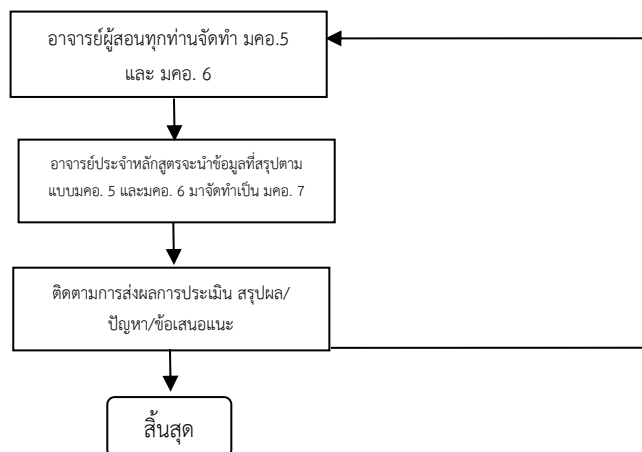 อาจารย์ผู้สอนทุกท่านจัดทำ มคอ.5
และ มคอ. 6
อาจารย์ประจำหลักสูตรจะนำข้อมูลที่สรุปตาม
แบบมคอ. 5 และมคอ. 6 มาจัดทำเป็น มคอ. 7
ติดตามการส่งผลการประเมิน สรุปผล/
ปัญหา/ข้อเสนอแนะ
สิ้นสุด